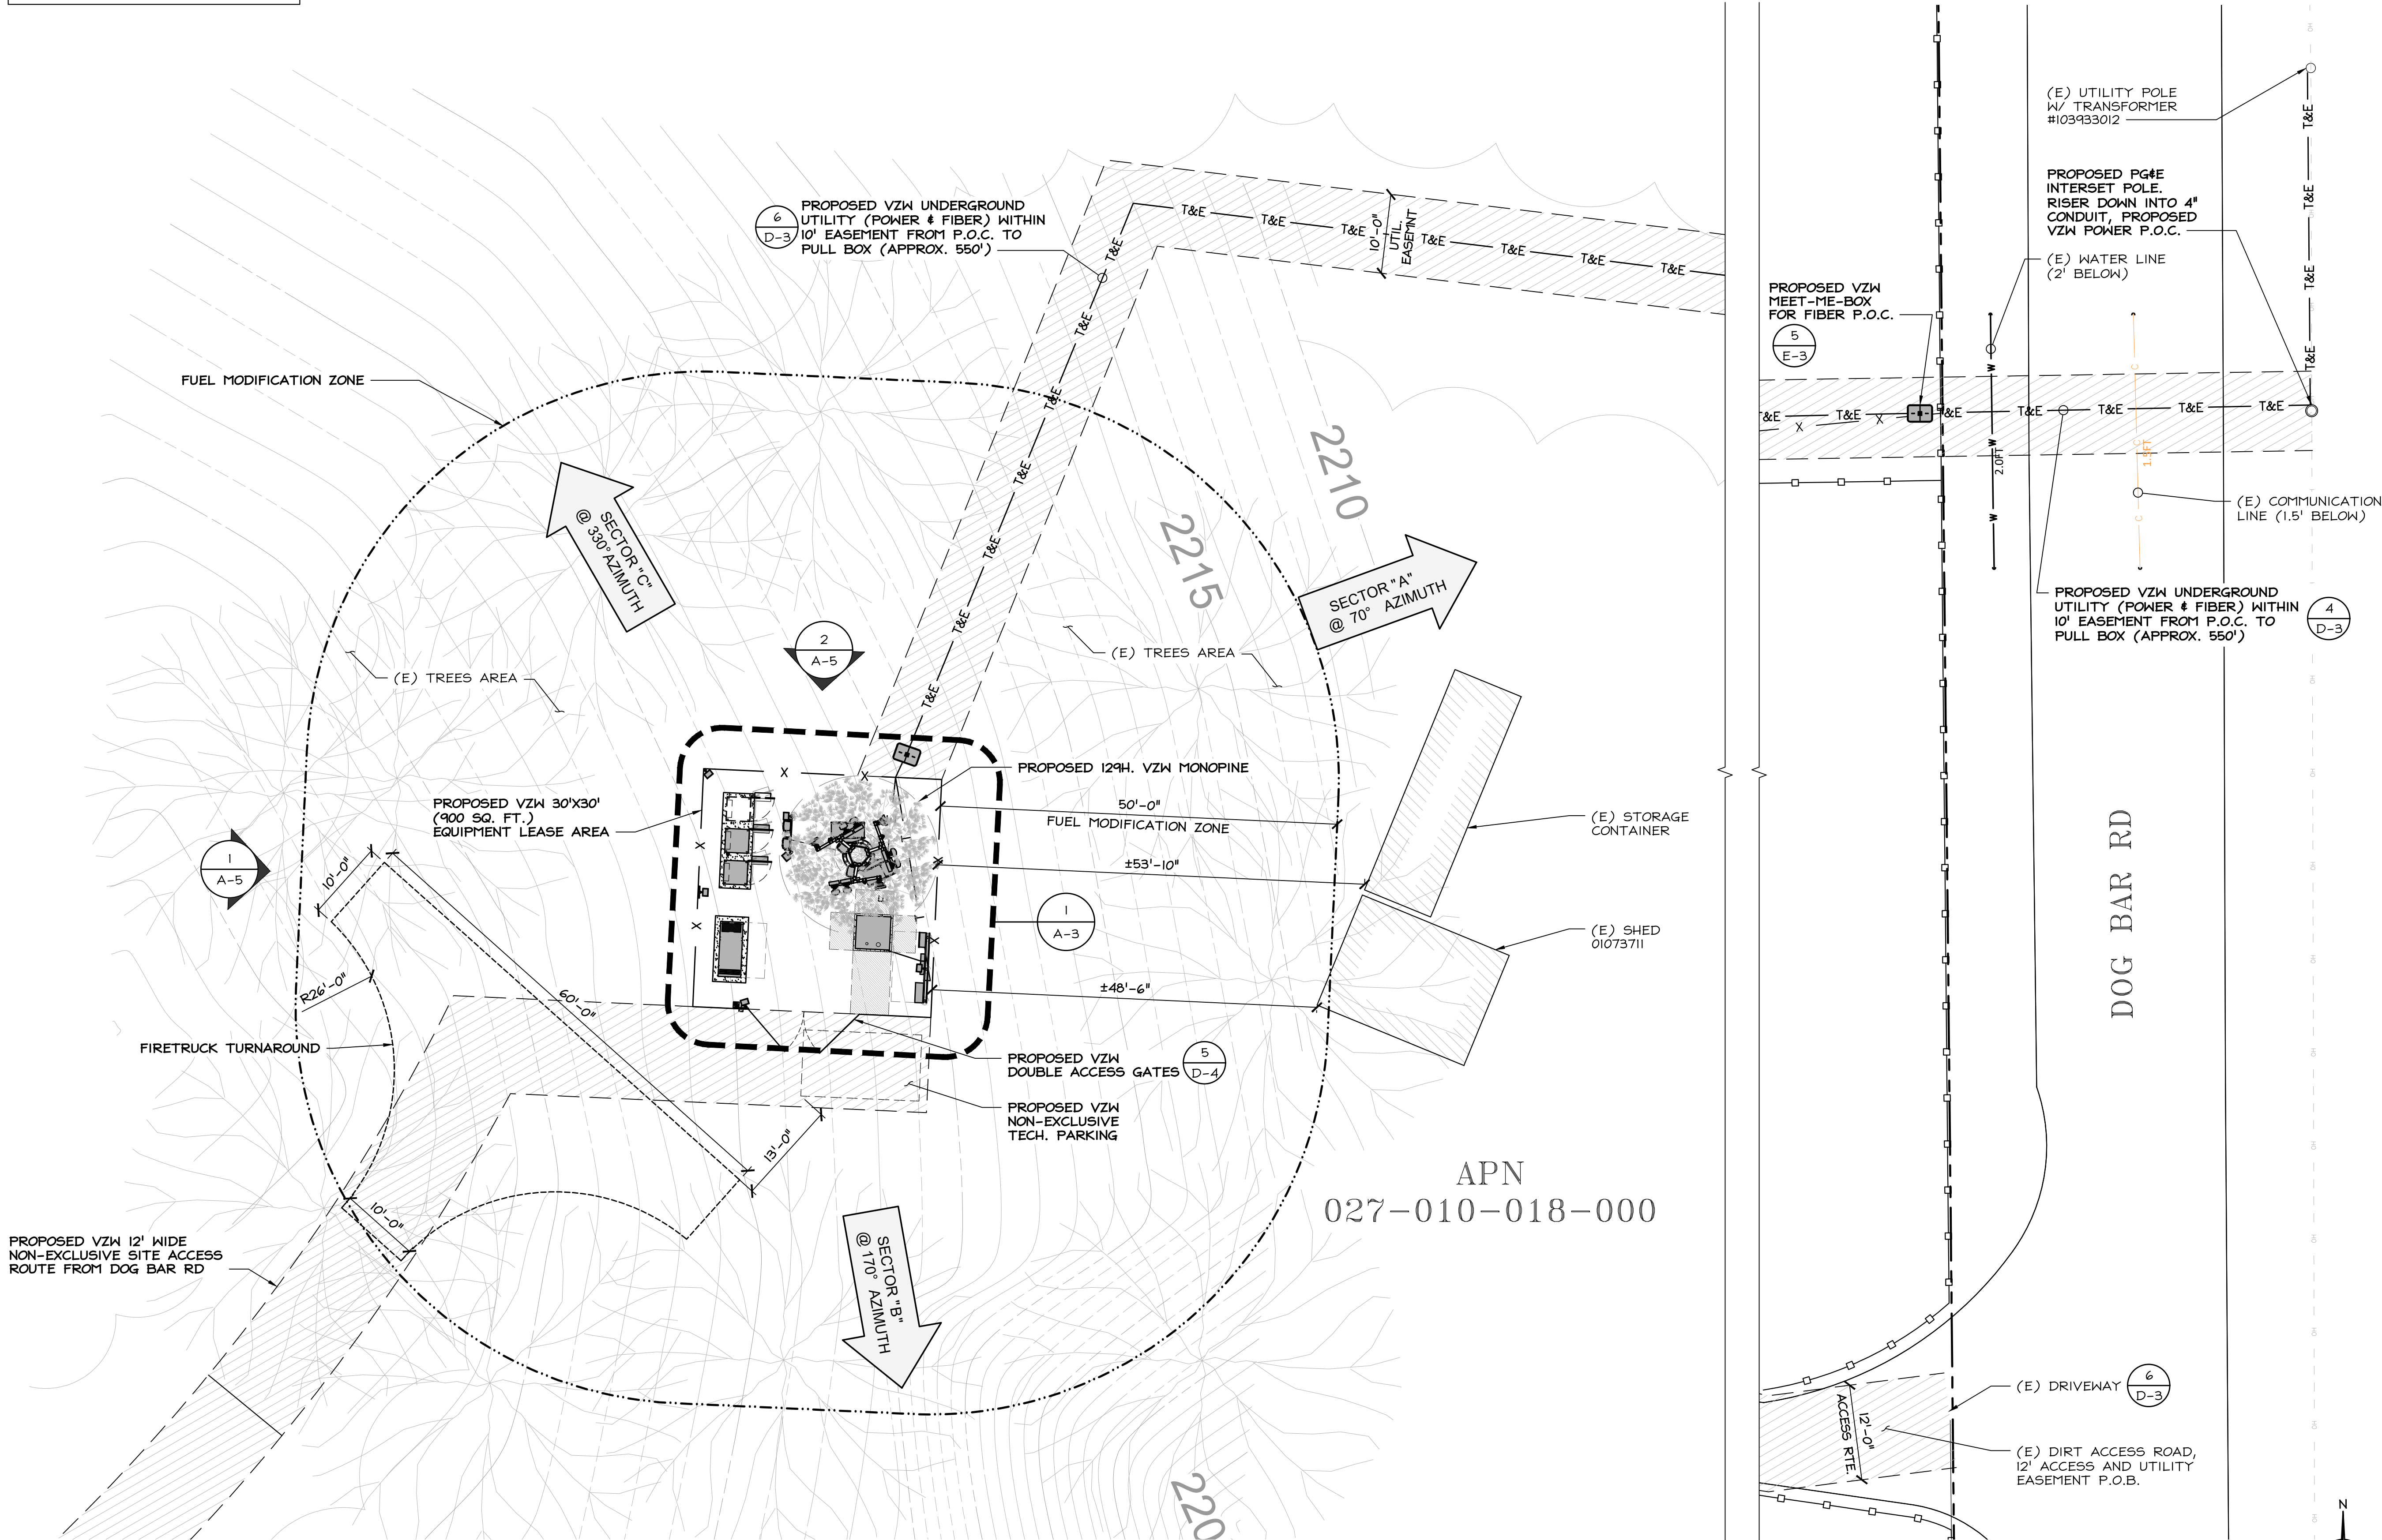 6
D-3
PROPOSED VZW UNDERGROUND
UTILITY (POWER & FIBER) WITHIN
10' EASEMENT FROM P.O.C. TO
PULL BOX (APPROX. 550')
T&E
T&E
T&E
T&E
T&E
T&E
T&E
10'-0"
UTIL.
EASEMNT
T&E
T&E
T&E
T&E
T&E
T&E
T&E
T&E
FUEL MODIFICATION ZONE
SECTOR "C"
@ 330° AZIMUTH
2210
2215
SECTOR "A"
@ 70° AZIMUTH
2
A-5
(E) TREES AREA
(E) TREES AREA
PROPOSED 129H. VZW MONOPINE
PROPOSED VZW 30'X30'
(900 SQ. FT.)
EQUIPMENT LEASE AREA
X
X
X
X
X
X
50'-0"
FUEL MODIFICATION ZONE
±53'-10"
(E) STORAGE
CONTAINER
1
A-5
10'-0"
1
A-3
(E) SHED
01073711
R26'-0"
60'-0"
±48'-6"
FIRETRUCK TURNAROUND
PROPOSED VZW
DOUBLE ACCESS GATES
5
D-4
PROPOSED VZW
NON-EXCLUSIVE
TECH. PARKING
13'-0"
10'-0"
APN
027-010-018-000
PROPOSED VZW 12' WIDE
NON-EXCLUSIVE SITE ACCESS
ROUTE FROM DOG BAR RD
SECTOR "B"
@ 170° AZIMUTH
220
(E) UTILITY POLE
W/ TRANSFORMER
#103933012
T&E
T&E
T&E
T&E
PROPOSED PG&E
INTERSET POLE.
RISER DOWN INTO 4"
CONDUIT, PROPOSED
VZW POWER P.O.C.
(E) WATER LINE
(2' BELOW)
PROPOSED VZW
MEET-ME-BOX
FOR FIBER P.O.C.
5
E-3
T&E
T&E
T&E
T&E
T&E
T&E
T&E
X
X
W
W
W
2.0FT
C
C
C
1.5FT
(E) COMMUNICATION
LINE (1.5' BELOW)
PROPOSED VZW UNDERGROUND
UTILITY (POWER & FIBER) WITHIN
10' EASEMENT FROM P.O.C. TO
PULL BOX (APPROX. 550')
4
D-3
DOG BAR RD
(E) DRIVEWAY
6
D-3
12'-0"
ACCESS RTE.
(E) DIRT ACCESS ROAD,
12' ACCESS AND UTILITY
EASEMENT P.O.B.
N